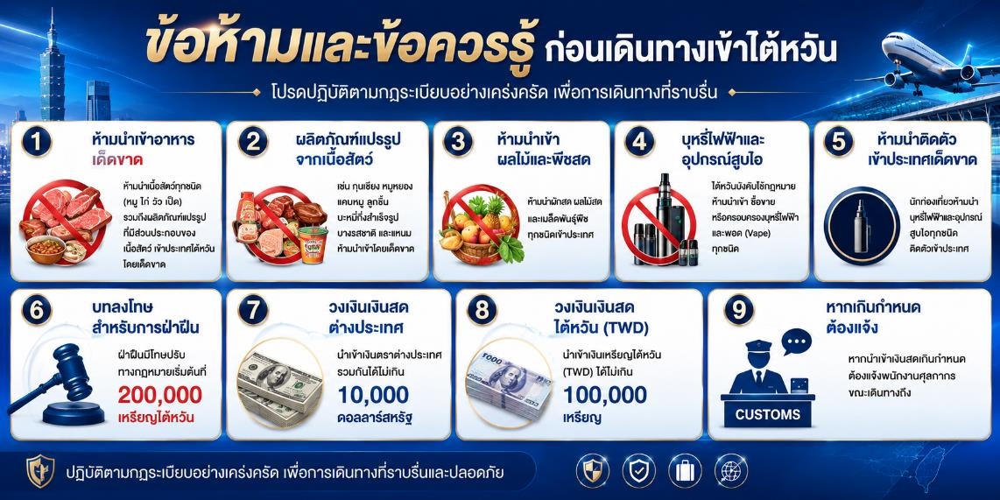 ข้อห้ามและข้อควรรู้ ก่อนเดินทางเข้าไต้หวัน
โปรดปฏิบัติตามกฎระเบียบอย่างเคร่งครัด เพื่อการเดินทางที่ราบรื่น
1
ห้ามนำเข้าอาหาร
เด็ดขาด
ห้ามนำเนื้อสัตว์ทุกชนิด
(หมู ไก่ วัว เป็ด)
รวมถึงผลิตภัณฑ์แปรรูป
ที่มีส่วนประกอบของ
เนื้อสัตว์ เข้าประเทศไต้หวัน
โดยเด็ดขาด
2
ผลิตภัณฑ์แปรรูป
จากเนื้อสัตว์
เช่น กุนเชียง หมูหยอง
แคบหมู ลูกชิ้น
บะหมี่กึ่งสำเร็จรูป
บางรสชาติ และแหนม
ห้ามนำเข้าโดยเด็ดขาด
3
ห้ามนำเข้า
ผลไม้และพืชสด
ห้ามนำผักสด ผลไม้สด
และเมล็ดพันธุ์พืช
ทุกชนิดเข้าประเทศ
4
บุหรี่ไฟฟ้าและ
อุปกรณ์สูบไอ
ไต้หวันบังคับใช้กฎหมาย
ห้ามนำเข้า ซื้อขาย
หรือครอบครองบุหรี่ไฟฟ้า
และพอด (Vape)
ทุกชนิด
5
ห้ามนำติดตัว
เข้าประเทศเด็ดขาด
นักท่องเที่ยวห้ามนำ
บุหรี่ไฟฟ้าและอุปกรณ์
สูบไอทุกชนิด
ติดตัวเข้าประเทศ
6
บทลงโทษ
สำหรับการฝ่าฝืน
ฝ่าฝืนมีโทษปรับ
ทางกฎหมายเริ่มต้นที่
200,000
เหรียญไต้หวัน
7
วงเงินเงินสด
ต่างประเทศ
นำเข้าเงินตราต่างประเทศ
รวมกันได้ไม่เกิน
10,000
ดอลลาร์สหรัฐ
8
วงเงินเงินสด
ไต้หวัน (TWD)
นำเข้าเงินเหรียญไต้หวัน
(TWD) ได้ไม่เกิน
100,000
เหรียญ
9
หากเกินกำหนด
ต้องแจ้ง
หากนำเข้าเงินสดเกินกำหนด
ต้องแจ้งพนักงานศุลกากร
ขณะเดินทางถึง
CUSTOMS
ปฏิบัติตามกฎระเบียบอย่างเคร่งครัด เพื่อการเดินทางที่ราบรื่นและปลอดภัย